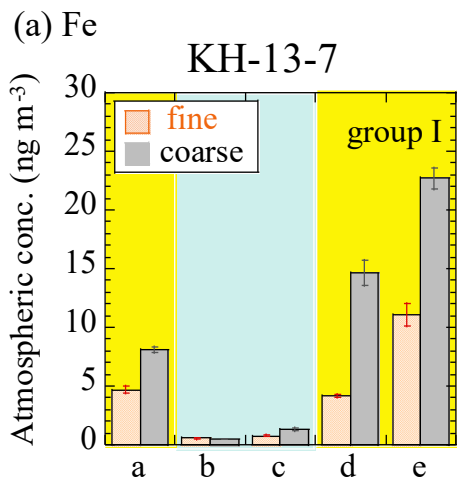 (a) Fe
KH-13-7
Atmospheric conc. (ng m⁻³)
30
25
20
15
10
5
0
fine
coarse
group I
a b c d e